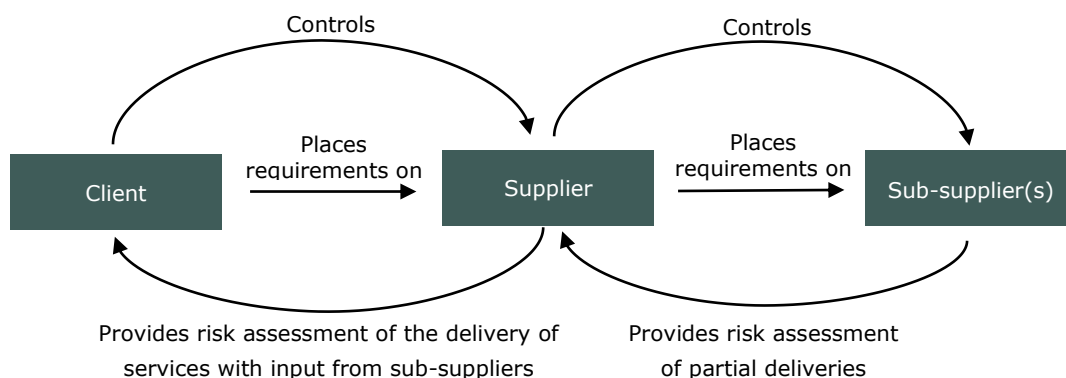 Controls
Controls
Places
requirements on
Places
requirements on
Client
Supplier
Sub-supplier(s)
Provides risk assessment of the delivery of
services with input from sub-suppliers
Provides risk assessment
of partial deliveries